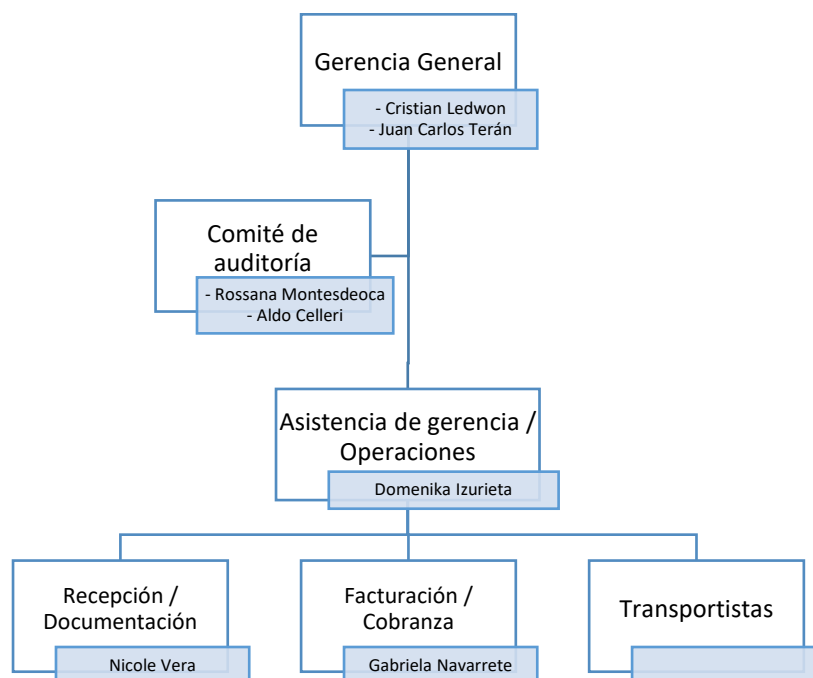 Gerencia General
- Cristian Ledwon
- Juan Carlos Terán
Comité de
auditoría
- Rossana Montesdeoca
- Aldo Celleri
Asistencia de gerencia /
Operaciones
Domenika Izurieta
Recepción /
Documentación
Nicole Vera
Facturación /
Cobranza
Gabriela Navarrete
Transportistas